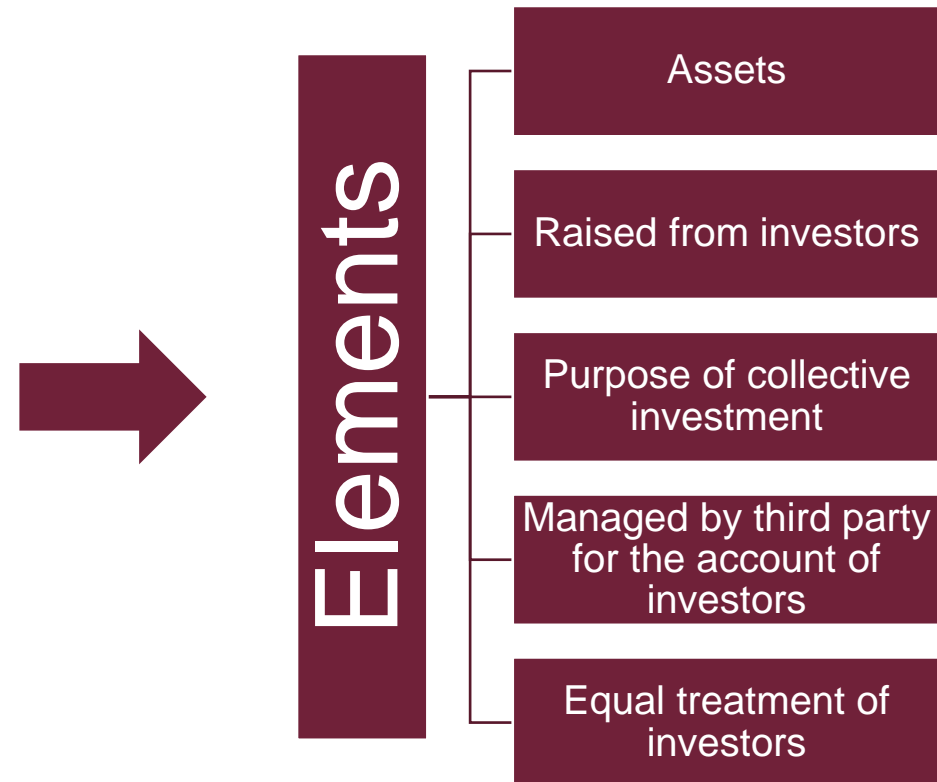 Elements
Assets
Raised from investors
Purpose of collective
investment
Managed by third party
for the account of
investors
Equal treatment of
investors